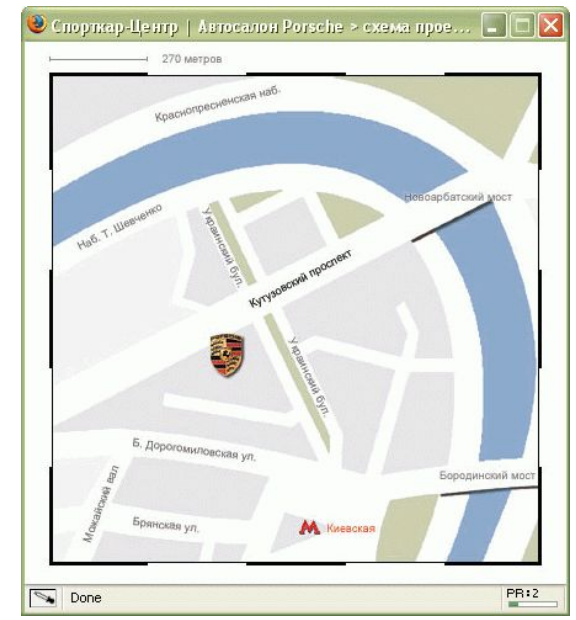 Спорткар-Центр | Автосалон Porsche > схема прое...
270 метров
Краснопресненская наб.
Новоарбатский мост
Наб. Т. Шевченко
Украинский бул.
Кутузовский проспект
Украинский бул.
Б. Дорогомиловская ул.
Бородинский мост
Можайский вал
Брянская ул.
М Киевская
Done
PR:2